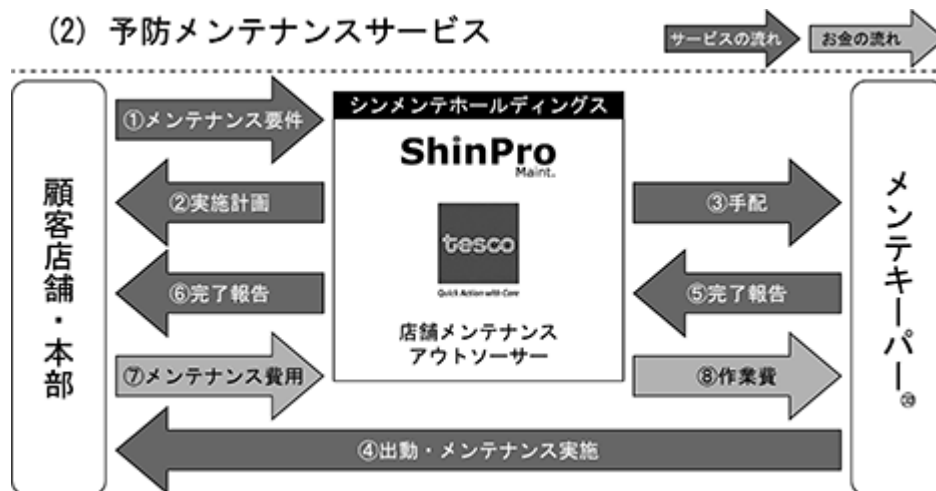 (2) 予防メンテナンスサービス
サービスの流れ
お金の流れ
顧客店舗・本部
①メンテナンス要件
②実施計画
⑥完了報告
⑦メンテナンス費用
シンメンテホールディングス
ShinPro
Maint.
tesco
Quick Action with Care
店舗メンテナンス
アウトソーサー
③手配
⑤完了報告
⑧作業費
④出動・メンテナンス実施
メンテキーパー®